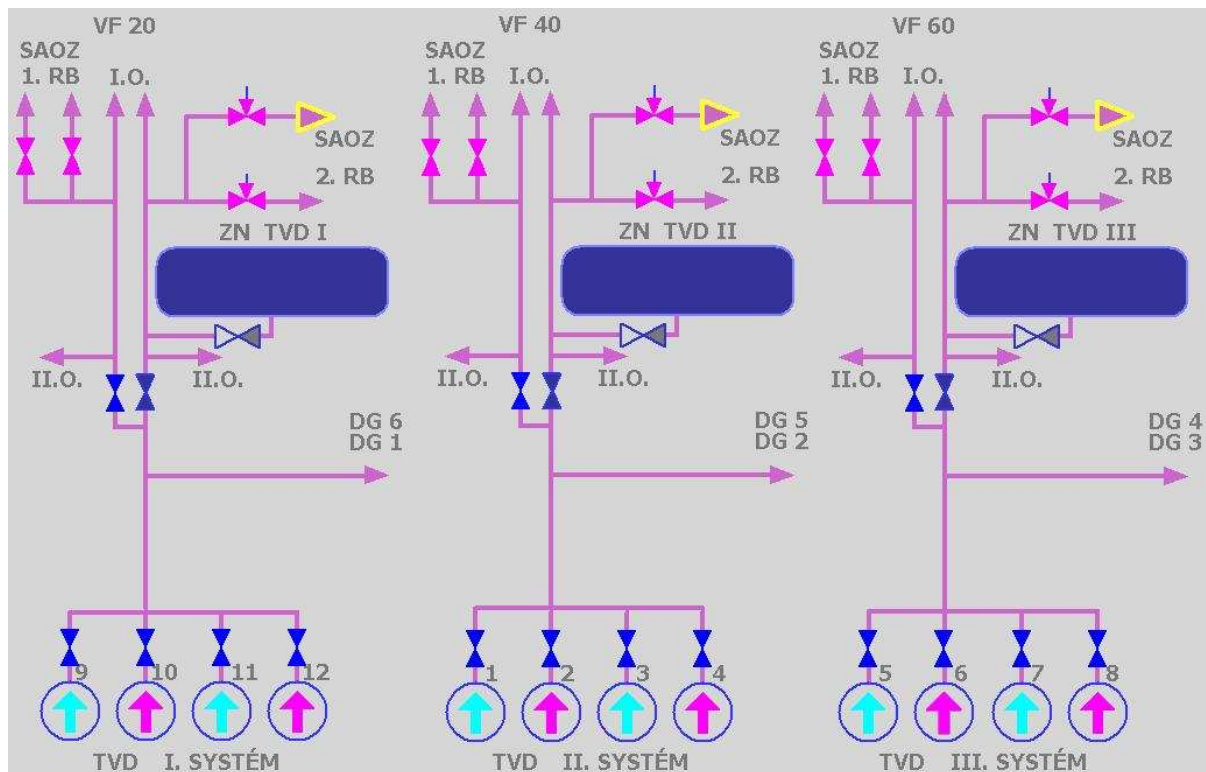 VF 20
SAOZ
1. RB
I.O.
SAOZ
2. RB
ZN TVD I
II.O.
II.O.
DG 6
DG 1
9
10
11
12
TVD I. SYSTÉM
VF 40
SAOZ
1. RB
I.O.
SAOZ
2. RB
ZN TVD II
II.O.
II.O.
DG 5
DG 2
1
2
3
4
TVD II. SYSTÉM
VF 60
SAOZ
1. RB
I.O.
SAOZ
2. RB
ZN TVD III
II.O.
II.O.
DG 4
DG 3
5
6
7
8
TVD III. SYSTÉM